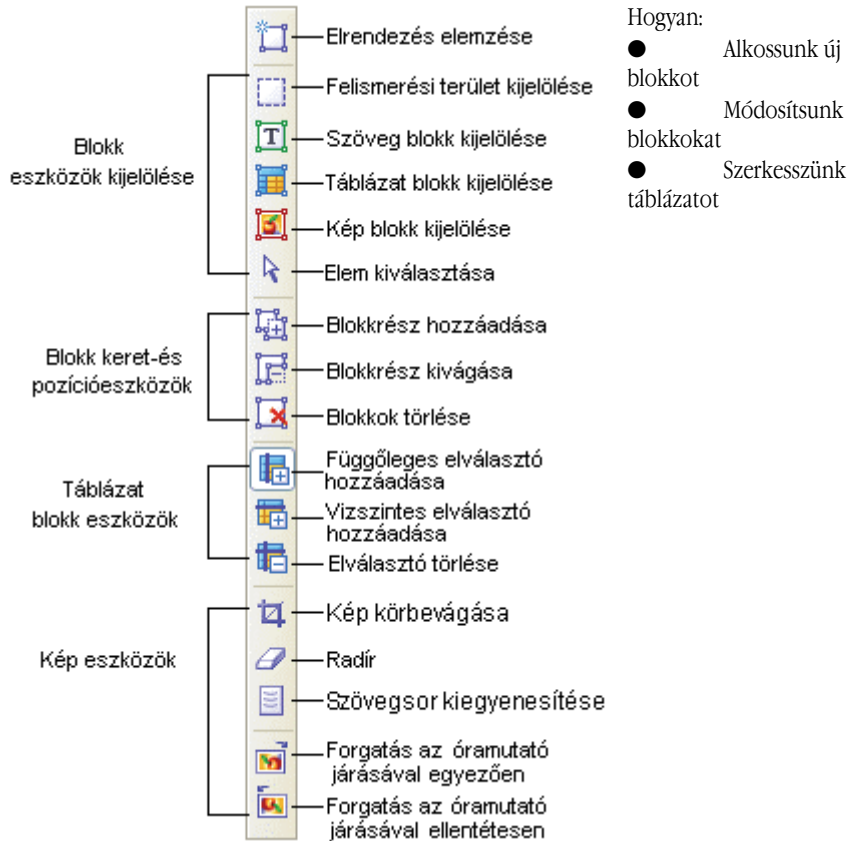 Elrendezés elemzése
Blokk
eszközök kijelölése
Felismerési terület kijelölése
T
Szöveg blokk kijelölése
Táblázat blokk kijelölése
Kép blokk kijelölése
Elem kiválasztása
Blokk keret-és
pozícióeszközök
Blokkrész hozzáadása
Blokkrész kivágása
Blokkok törlése
Táblázat
blokk eszközök
Függőleges elválasztó
hozzáadása
Vizszintes elválasztó
hozzáadása
Elválasztó törlése
Kép eszközök
Kép körbevágása
Radír
Szövegsor kiegyenesítése
Forgatás az óramutató
járásával egyezően
Forgatás az óramutató
járásával ellentétesen
Hogyan:
● Alkossunk új
blokkot
● Módosítsunk
blokkokat
● Szerkesszünk
táblázatot